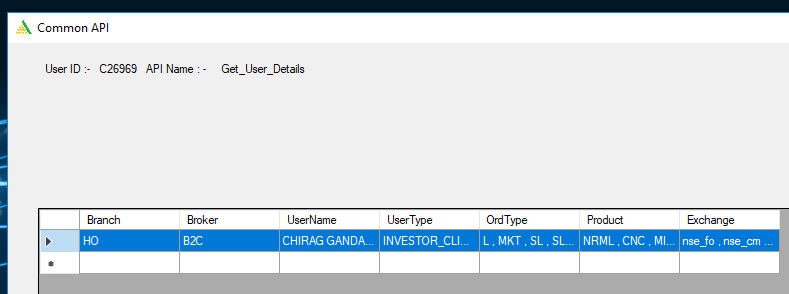 Common API
User ID :- C26969 API Name : - Get_User_Details
Branch Broker UserName UserType OrdType Product Exchange
HO B2C CHIRAG GANDA... INVESTOR_CLI... L , MKT , SL , SL... NRML , CNC , MI... nse_fo , nse_cm ...